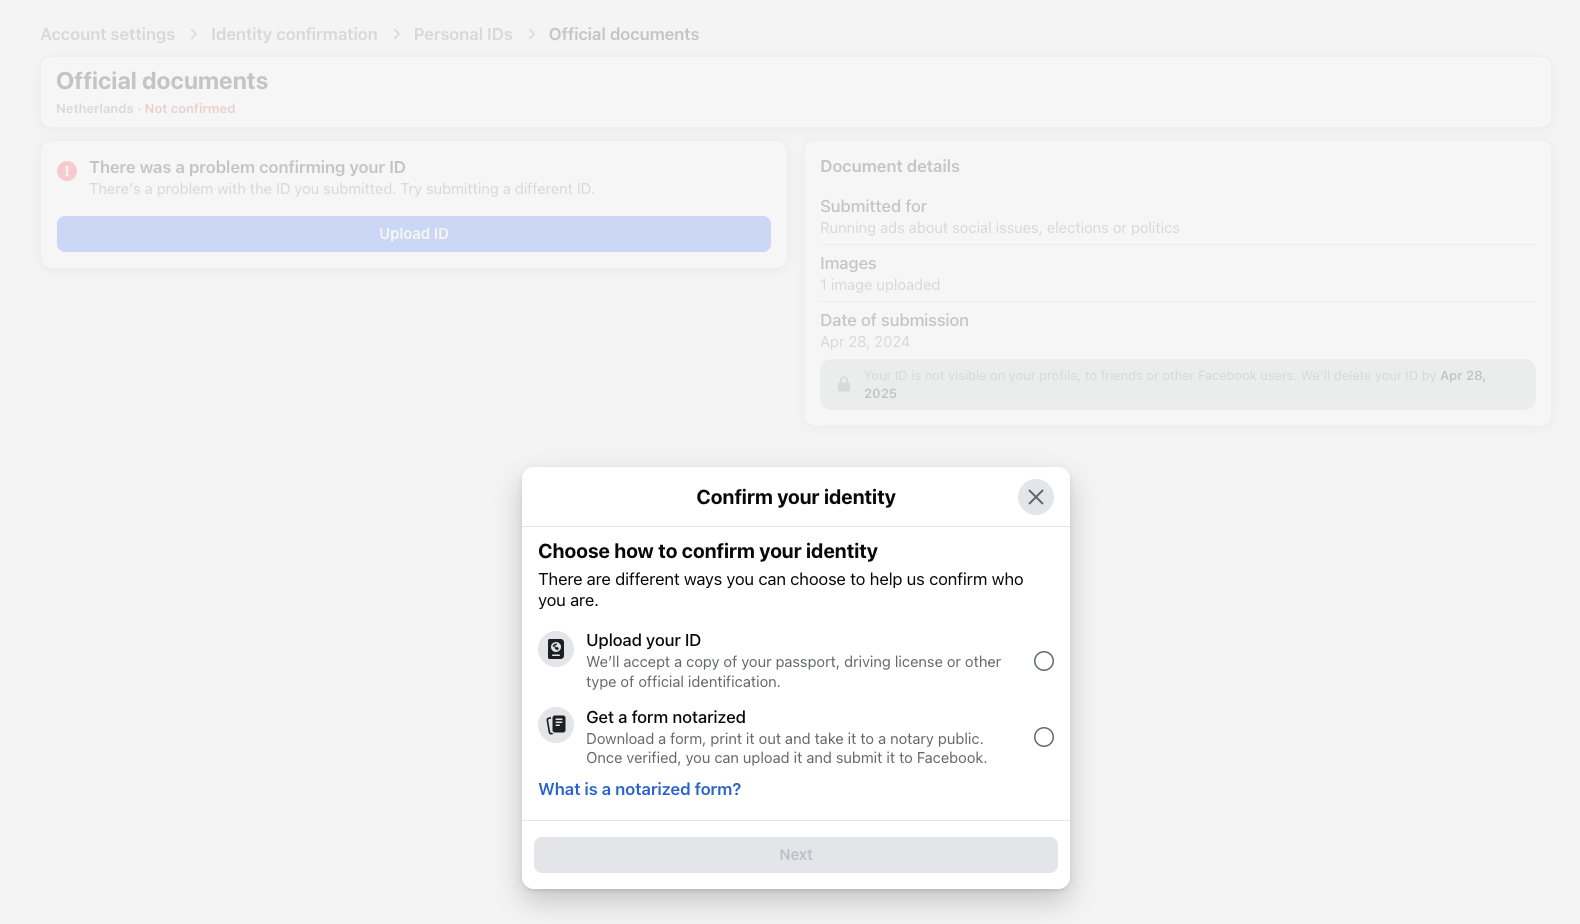 Account settings > Identity confirmation > Personal IDs > Official documents
Official documents
Netherlands · Not confirmed
There was a problem confirming your ID
There's a problem with the ID you submitted. Try submitting a different ID.
Upload ID
Document details
Submitted for
Running ads about social issues, elections or politics
Images
1 image uploaded
Date of submission
Apr 28, 2024
Your ID is not visible on your profile, to friends or other Facebook users. We'll delete your ID by Apr 28,
2025
Confirm your identity
Choose how to confirm your identity
There are different ways you can choose to help us confirm who
you are.
Upload your ID
We'll accept a copy of your passport, driving license or other
type of official identification.
Get a form notarized
Download a form, print it out and take it to a notary public.
Once verified, you can upload it and submit it to Facebook.
What is a notarized form?
Next